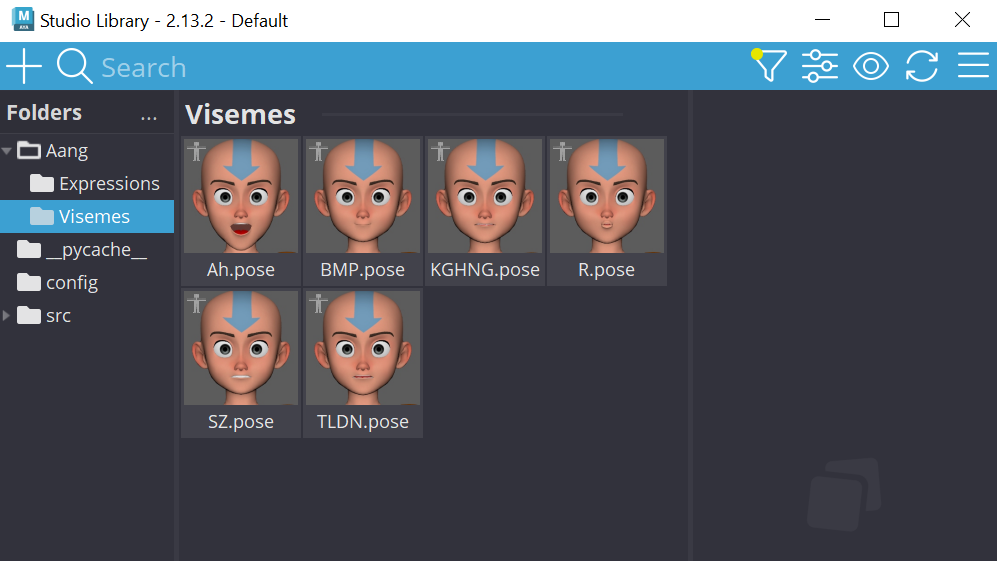 Studio Library - 2.13.2 - Default
Search
Folders ...
Aang
Expressions
Visemes
__pycache__
config
src
Visemes
Ah.pose BMP.pose KGHNG.pose R.pose
SZ.pose TLDN.pose